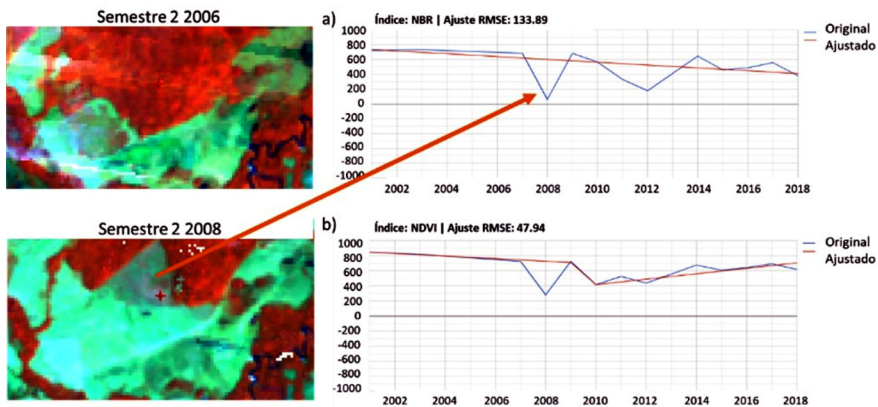 Semestre 2 2006
a)
Índice: NBR | Ajuste RMSE: 133.89
Original
Ajustado
1000
800
600
400
200
0
-200
-400
-600
-800
-1000
2002 2004 2006 2008 2010 2012 2014 2016 2018
Semestre 2 2008
b)
Índice: NDVI | Ajuste RMSE: 47.94
Original
Ajustado
1000
800
600
400
200
0
-200
-400
-600
-800
-1000
2002 2004 2006 2008 2010 2012 2014 2016 2018